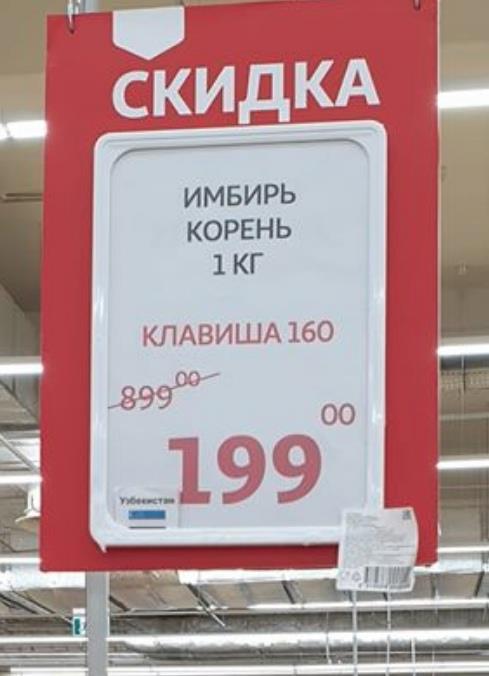 СКИДКА
ИМБИРЬ
КОРЕНЬ
1 КГ
КЛАВИША 160
899 00
199 00
Узбекистан